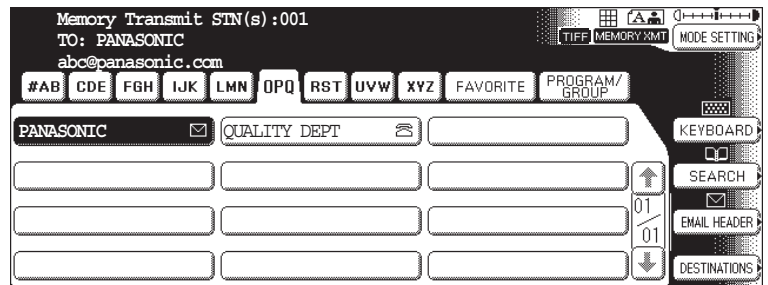 Memory Transmit STN(s):001
TO: PANASONIC
abc@panasonic.com
TIFF MEMORY XMT MODE SETTING
#AB CDE FGH IJK LMN OPQ RST UVW XYZ FAVORITE PROGRAM/
GROUP
PANASONIC QUALITY DEPT
KEYBOARD
SEARCH
01
01
EMAIL HEADER
DESTINATIONS